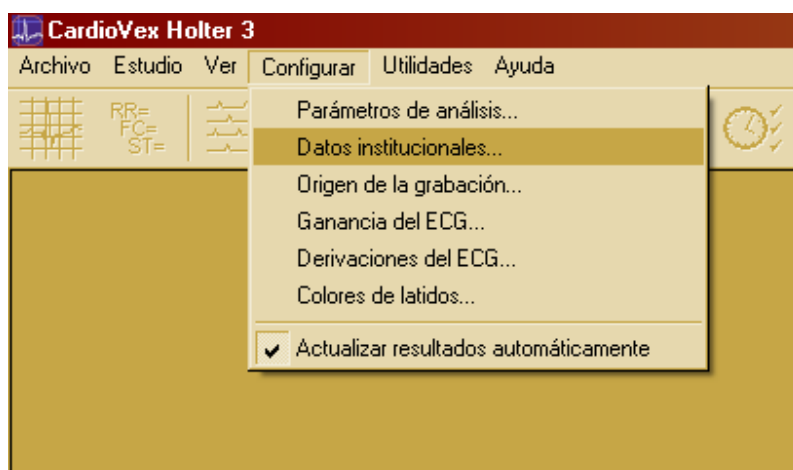 CardioVex Holter 3
Archivo Estudio Ver Configurar Utilidades Ayuda
RR=
FC=
ST=
Parámetros de análisis...
Datos institucionales...
Origen de la grabación...
Ganancia del ECG...
Derivaciones del ECG...
Colores de latidos...
Actualizar resultados automáticamente